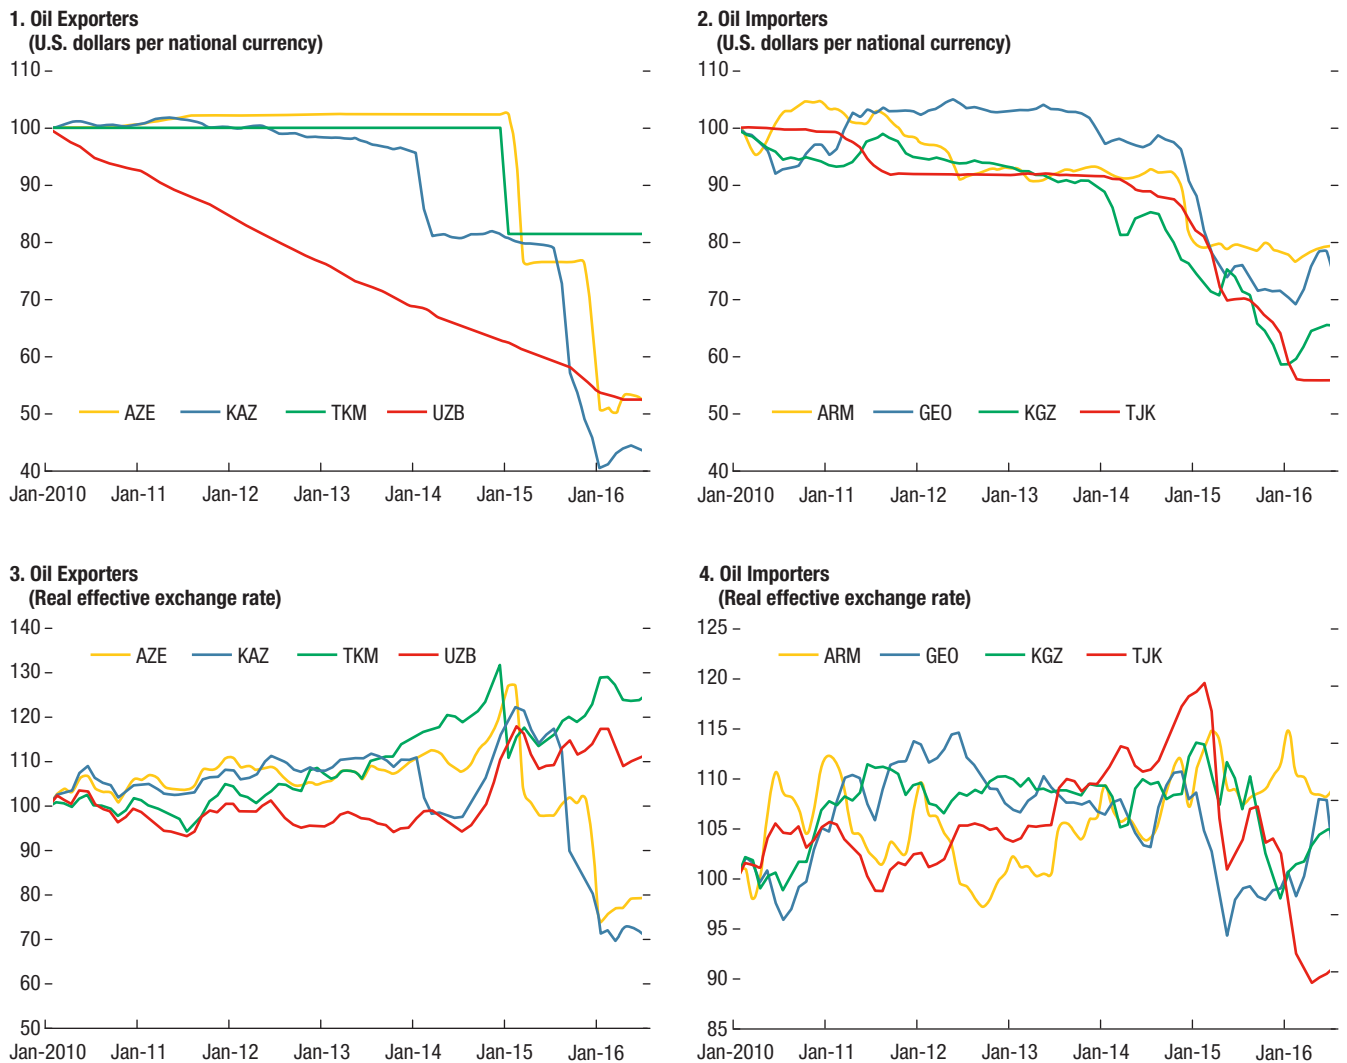 1. Oil Exporters
(U.S. dollars per national currency)
110
100
90
80
70
60
50
40
AZE KAZ TKM UZB
Jan-2010 Jan-11 Jan-12 Jan-13 Jan-14 Jan-15 Jan-16
2. Oil Importers
(U.S. dollars per national currency)
110
100
90
80
70
60
50
40
ARM GEO KGZ TJK
Jan-2010 Jan-11 Jan-12 Jan-13 Jan-14 Jan-15 Jan-16
3. Oil Exporters
(Real effective exchange rate)
140
130
120
110
100
90
80
70
60
50
AZE KAZ TKM UZB
Jan-2010 Jan-11 Jan-12 Jan-13 Jan-14 Jan-15 Jan-16
4. Oil Importers
(Real effective exchange rate)
125
120
115
110
105
100
95
90
85
ARM GEO KGZ TJK
Jan-2010 Jan-11 Jan-12 Jan-13 Jan-14 Jan-15 Jan-16